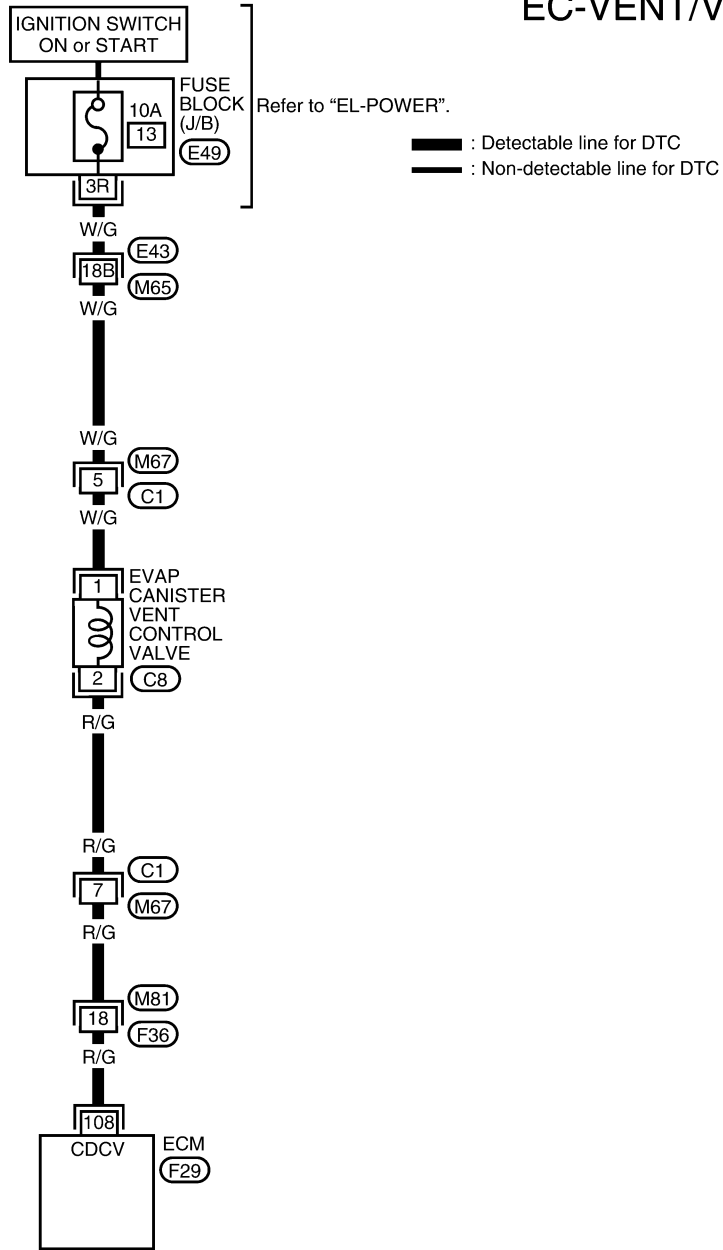 EC-VENT/V
IGNITION SWITCH
ON or START
FUSE
BLOCK
(J/B)
10A
13
E49
Refer to “EL-POWER”.
: Detectable line for DTC
: Non-detectable line for DTC
3R
W/G
E43
18B
M65
W/G
W/G
M67
5
C1
W/G
1
EVAP
CANISTER
VENT
CONTROL
VALVE
2
C8
R/G
R/G
C1
7
M67
R/G
M81
18
F36
R/G
108
CDCV
ECM
F29